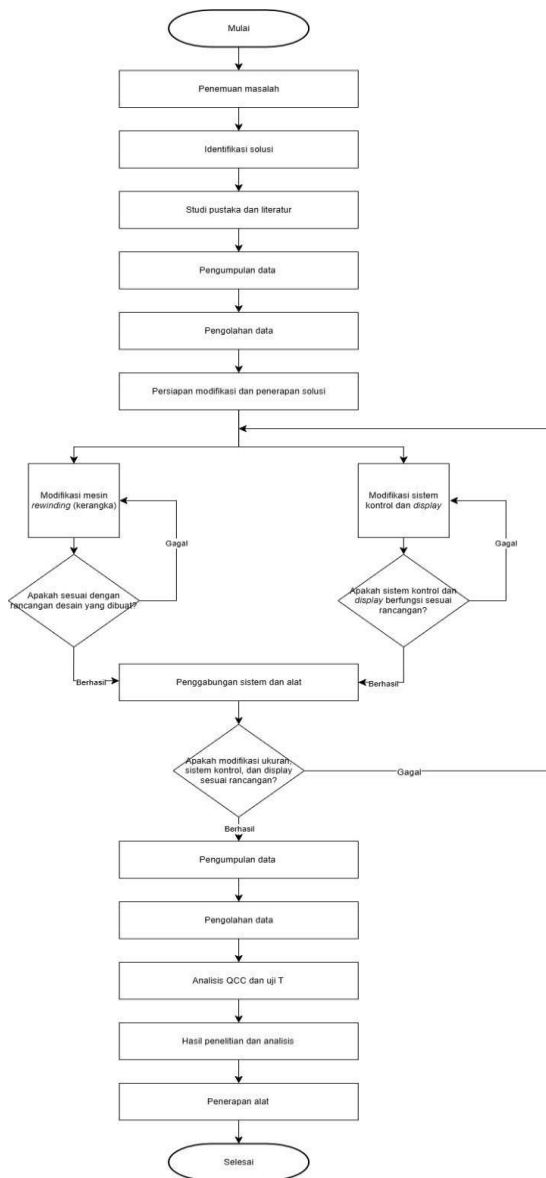 Mulai
Penemuan masalah
Identifikasi solusi
Studi pustaka dan literatur
Pengumpulan data
Pengolahan data
Persiapan modifikasi dan penerapan solusi
Modifikasi mesin
rewinding (kerangka)
Modifikasi sistem
kontrol dan display
Gagal
Gagal
Apakah sesuai dengan
rancangan desain yang dibuat?
Apakah sistem kontrol dan
display berfungsi sesuai
rancangan?
Berhasil
Penggabungan sistem dan alat
Berhasil
Apakah modifikasi ukuran,
sistem kontrol, dan display
sesuai rancangan?
Gagal
Berhasil
Pengumpulan data
Pengolahan data
Analisis QCC dan uji T
Hasil penelitian dan analisis
Penerapan alat
Selesai